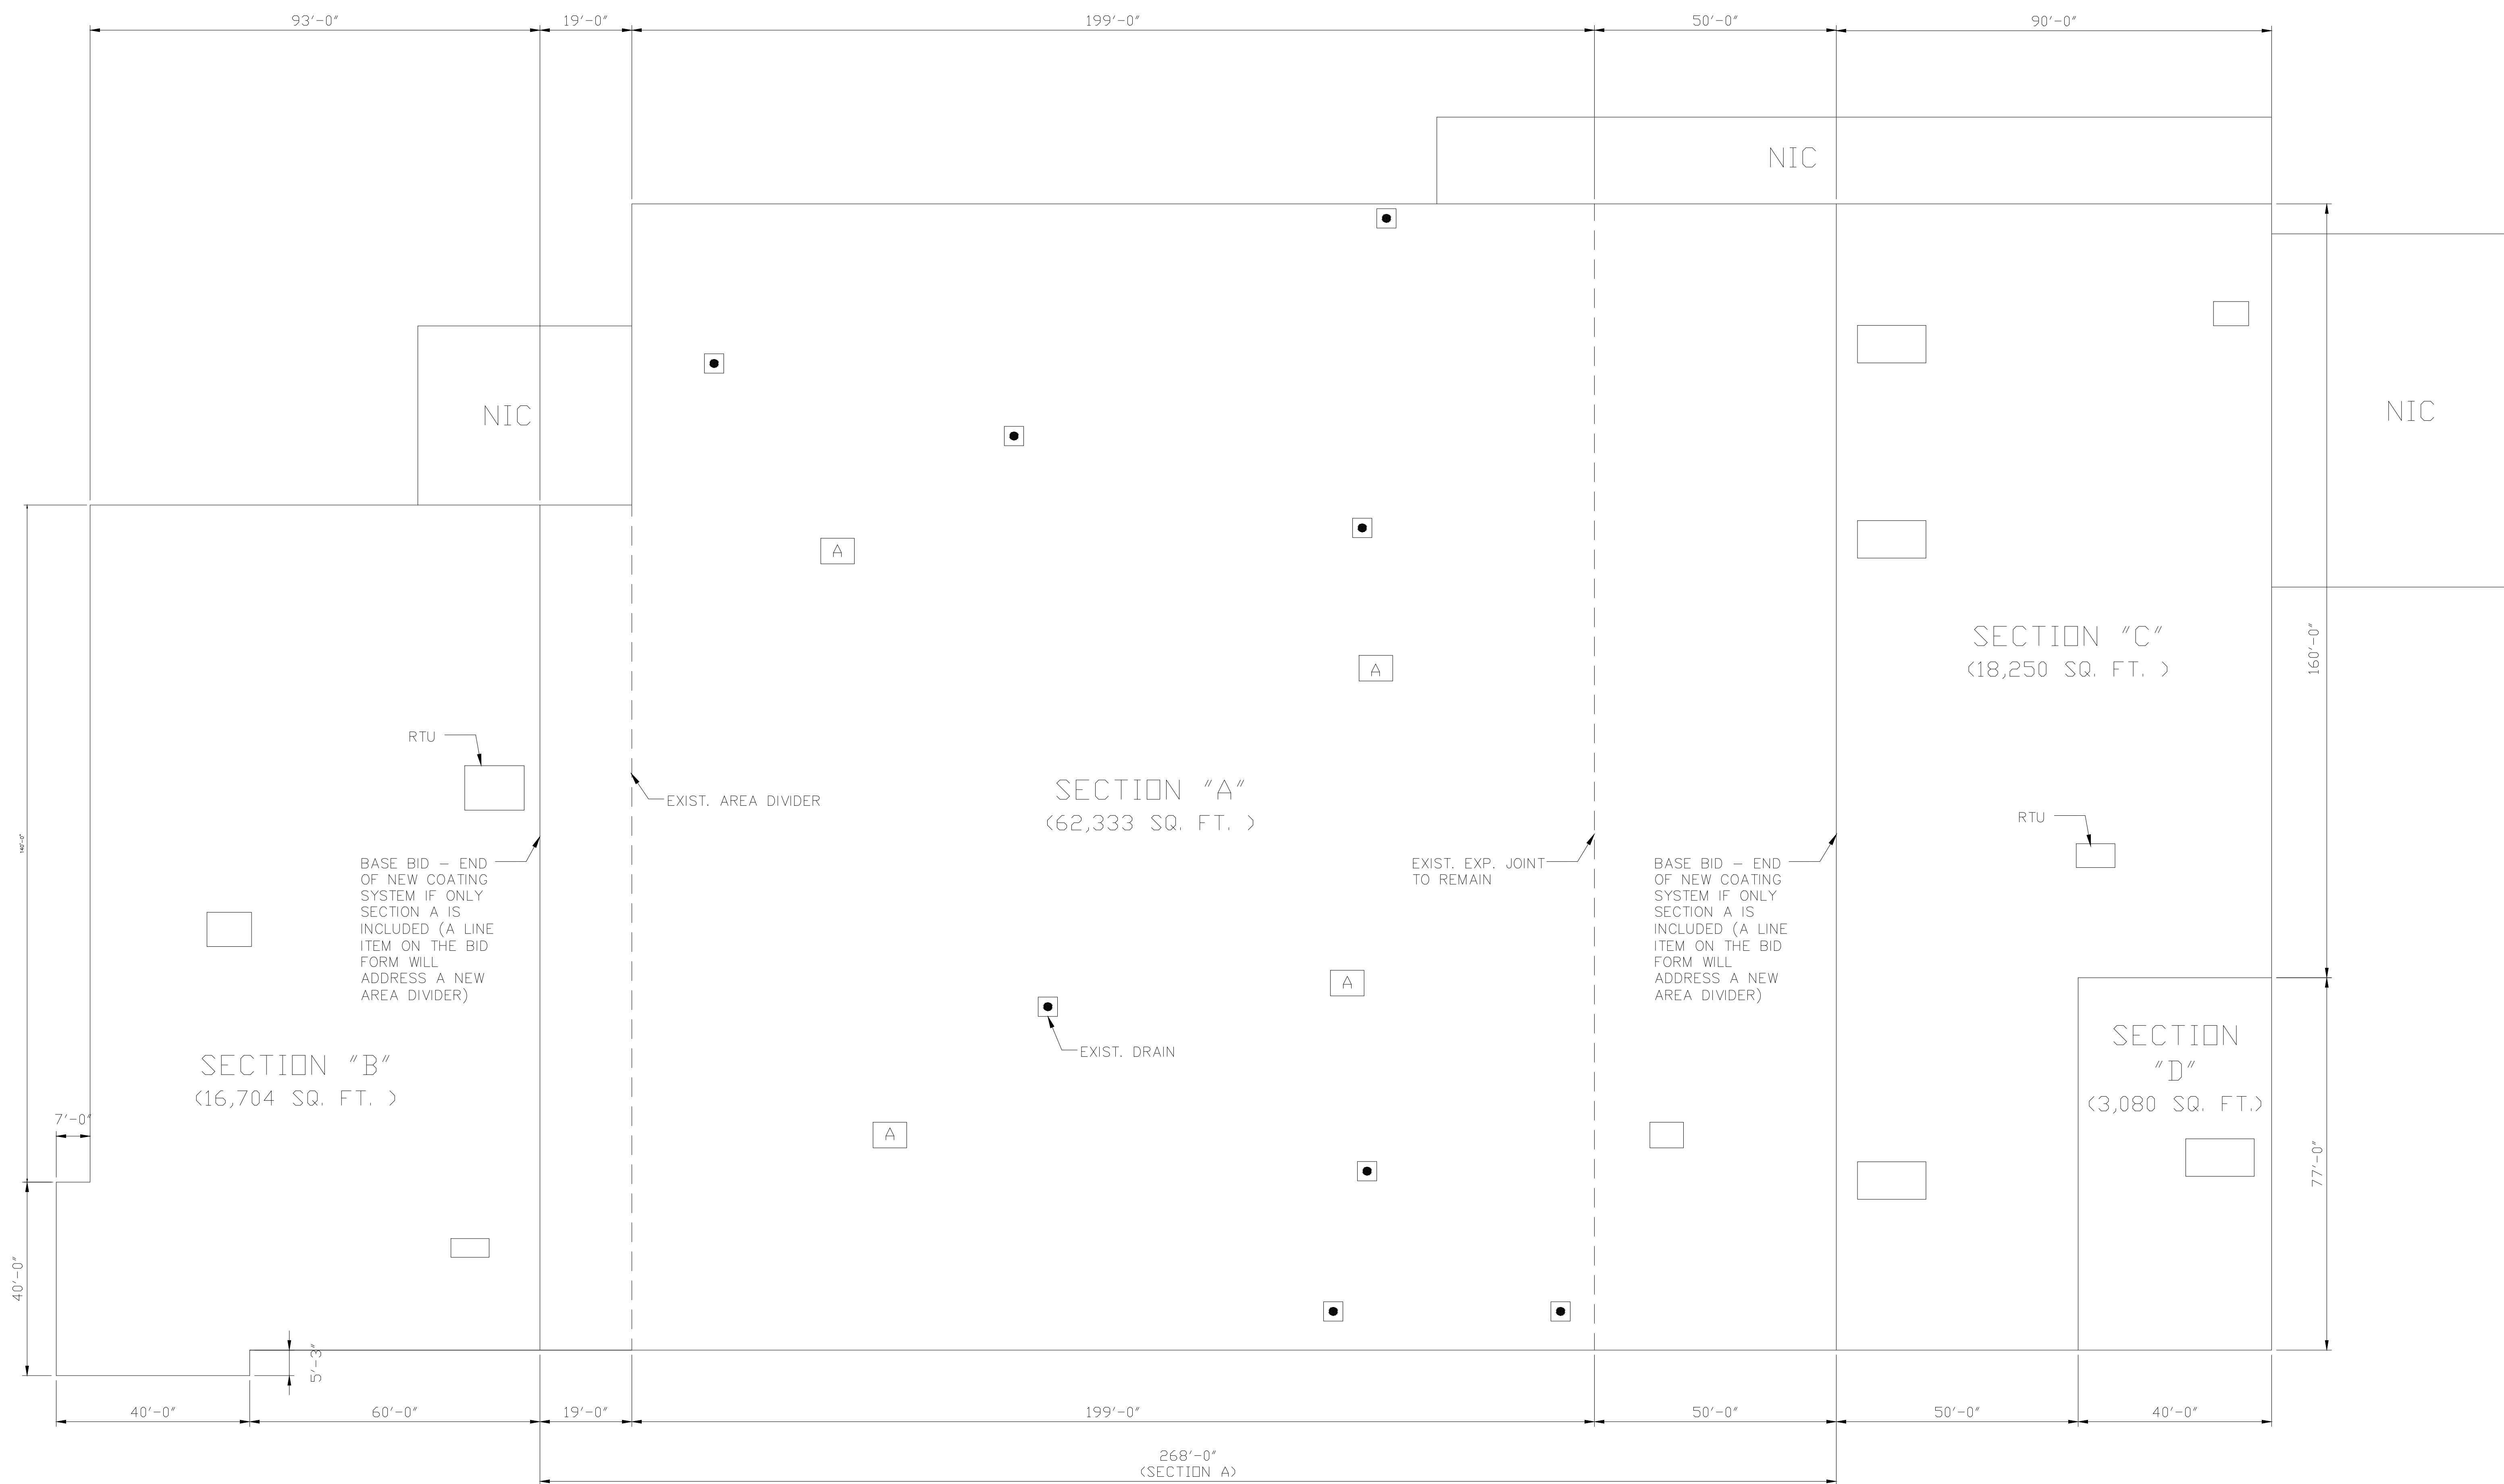 93'-0"
19'-0"
199'-0"
50'-0"
90'-0"
NIC
NIC
NIC
A
A
SECTION "C"
(18,250 SQ. FT. )
160'-0"
RTU
EXIST. AREA DIVIDER
SECTION "A"
(62,333 SQ. FT. )
RTU
140'-0"
BASE BID - END
OF NEW COATING
SYSTEM IF ONLY
SECTION A IS
INCLUDED (A LINE
ITEM ON THE BID
FORM WILL
ADDRESS A NEW
AREA DIVIDER)
EXIST. EXP. JOINT
TO REMAIN
BASE BID - END
OF NEW COATING
SYSTEM IF ONLY
SECTION A IS
INCLUDED (A LINE
ITEM ON THE BID
FORM WILL
ADDRESS A NEW
AREA DIVIDER)
A
EXIST. DRAIN
SECTION "B"
(16,704 SQ. FT. )
SECTION
"D"
(3,080 SQ. FT.)
7'-0"
A
77'-0"
40'-0"
5'-3"
40'-0"
60'-0"
19'-0"
199'-0"
50'-0"
50'-0"
40'-0"
268'-0"
(SECTION A)